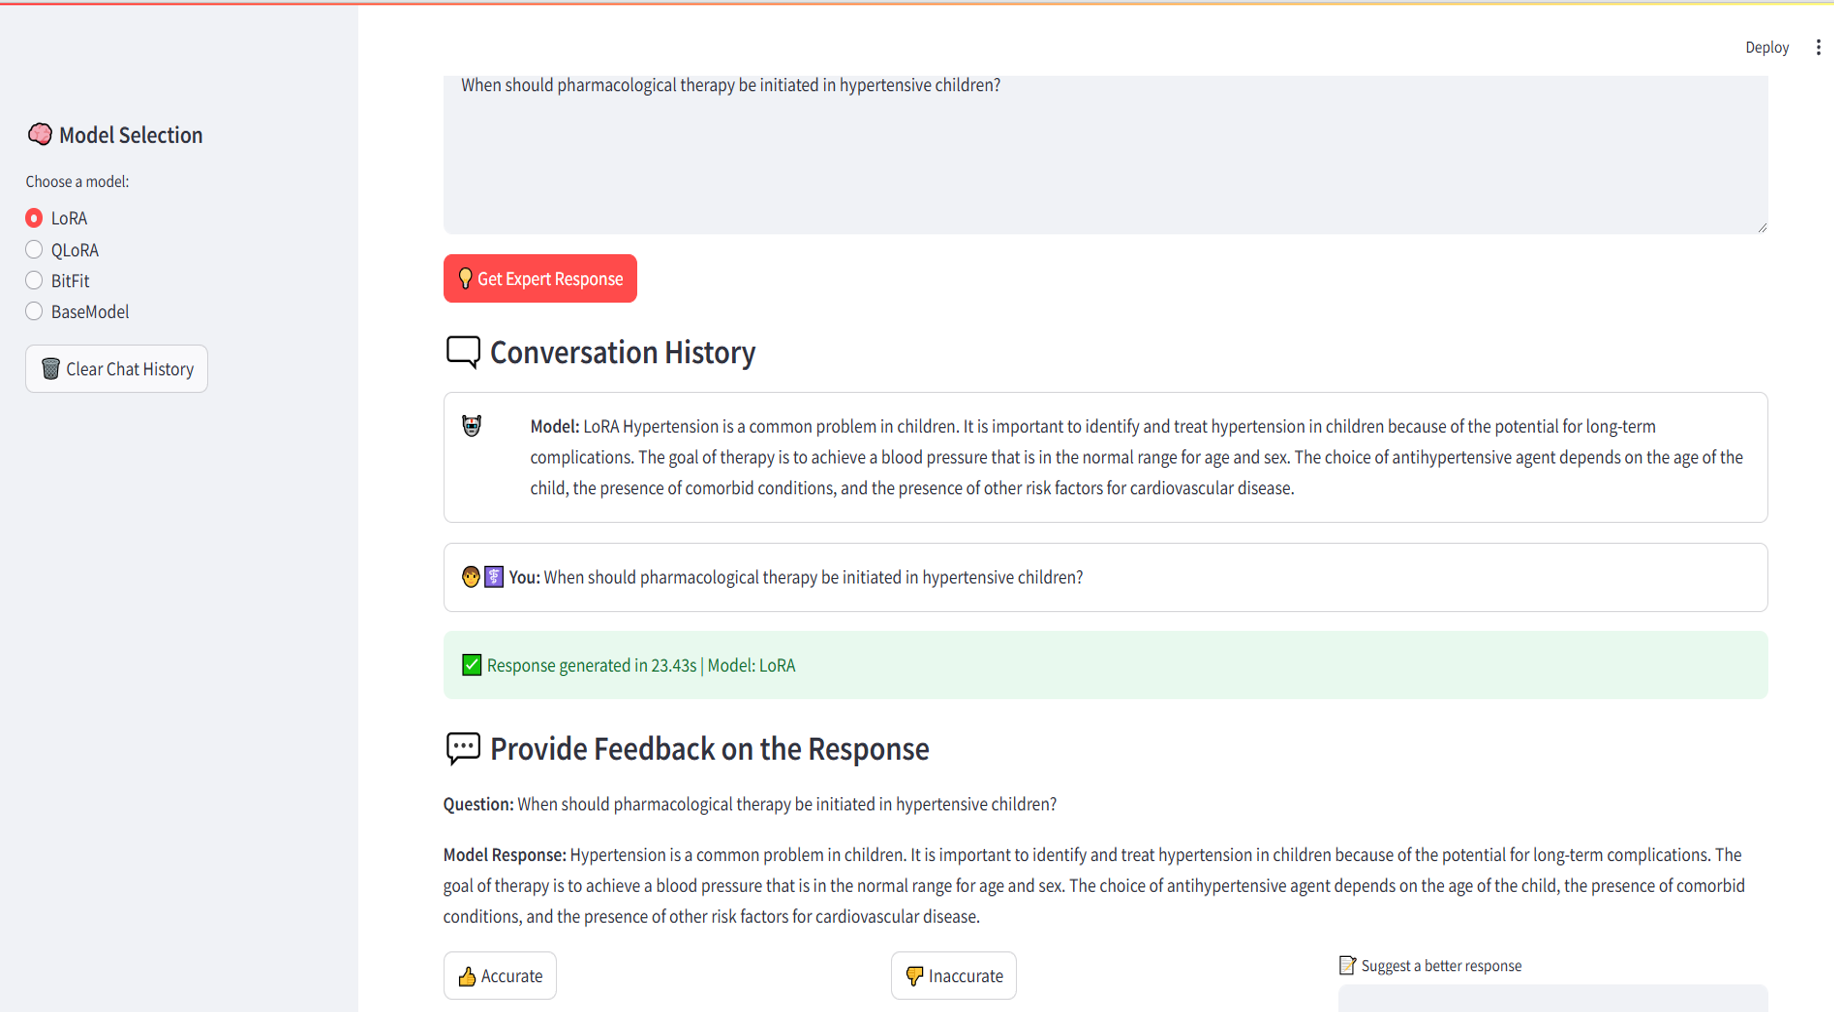 Deploy
🧠 Model Selection
Choose a model:
LoRA
QLoRA
BitFit
BaseModel
🗑️ Clear Chat History
When should pharmacological therapy be initiated in hypertensive children?
💡 Get Expert Response
Conversation History
Model: LoRA Hypertension is a common problem in children. It is important to identify and treat hypertension in children because of the potential for long-term
complications. The goal of therapy is to achieve a blood pressure that is in the normal range for age and sex. The choice of antihypertensive agent depends on the age of the
child, the presence of comorbid conditions, and the presence of other risk factors for cardiovascular disease.
You: When should pharmacological therapy be initiated in hypertensive children?
✅ Response generated in 23.43s | Model: LoRA
💬 Provide Feedback on the Response
Question: When should pharmacological therapy be initiated in hypertensive children?
Model Response: Hypertension is a common problem in children. It is important to identify and treat hypertension in children because of the potential for long-term complications. The
goal of therapy is to achieve a blood pressure that is in the normal range for age and sex. The choice of antihypertensive agent depends on the age of the child, the presence of comorbid
conditions, and the presence of other risk factors for cardiovascular disease.
👍 Accurate
👎 Inaccurate
📝 Suggest a better response